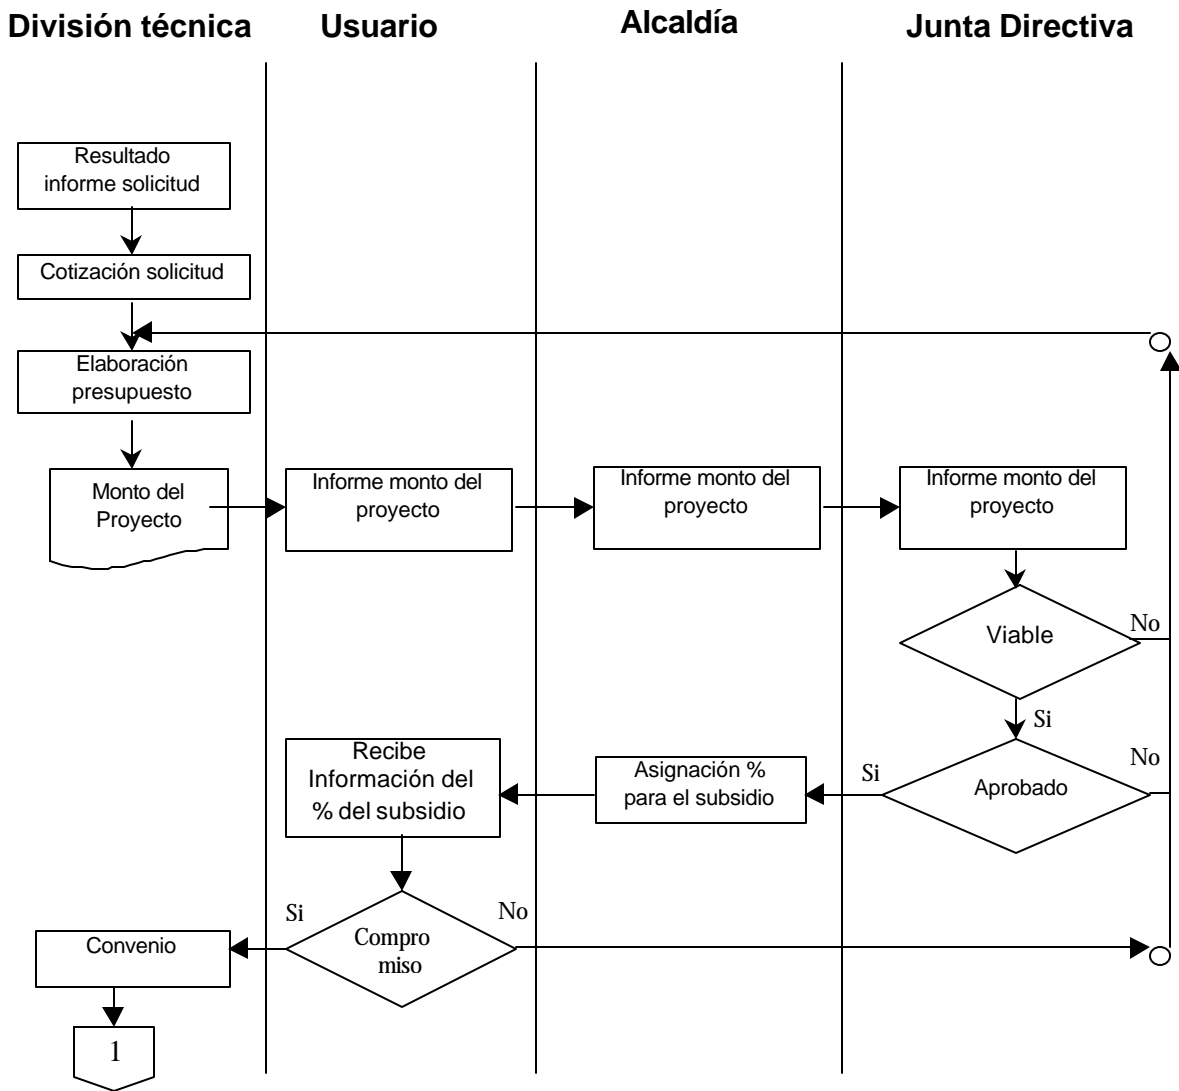 División técnica
Usuario
Alcaldía
Junta Directiva
Resultado
informe solicitud
Cotización solicitud
Elaboración
presupuesto
Monto del
Proyecto
Informe monto del
proyecto
Informe monto del
proyecto
Informe monto del
proyecto
Viable
No
Si
Aprobado
No
Si
Asignación %
para el subsidio
Recibe
Información del
% del subsidio
Compro
miso
Si
No
Convenio
1